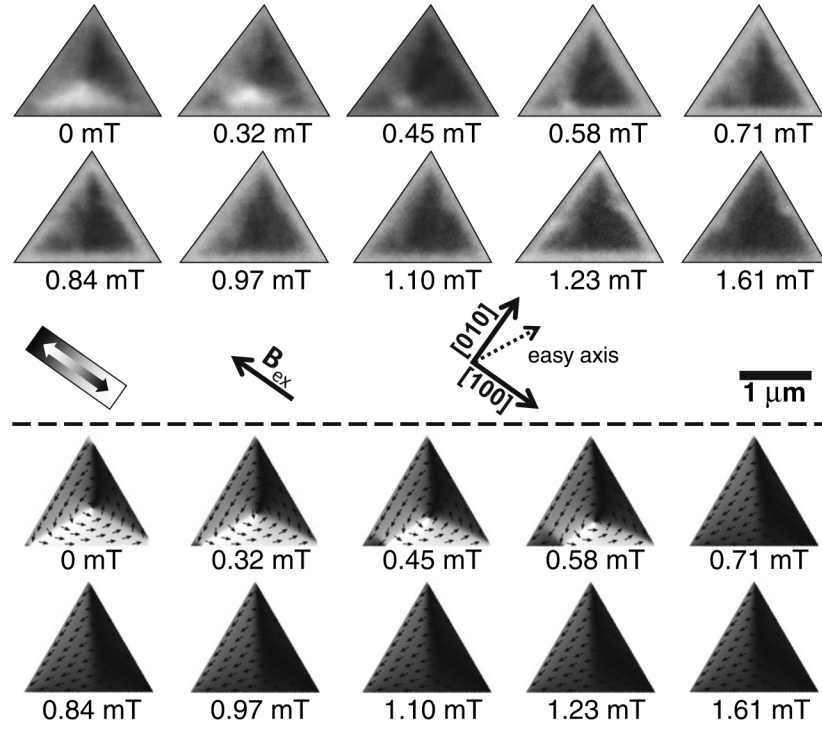 0 mT 0.32 mT 0.45 mT 0.58 mT 0.71 mT
0.84 mT 0.97 mT 1.10 mT 1.23 mT 1.61 mT
B_ex
[010]
easy axis
[100]
1 μm
0 mT 0.32 mT 0.45 mT 0.58 mT 0.71 mT
0.84 mT 0.97 mT 1.10 mT 1.23 mT 1.61 mT